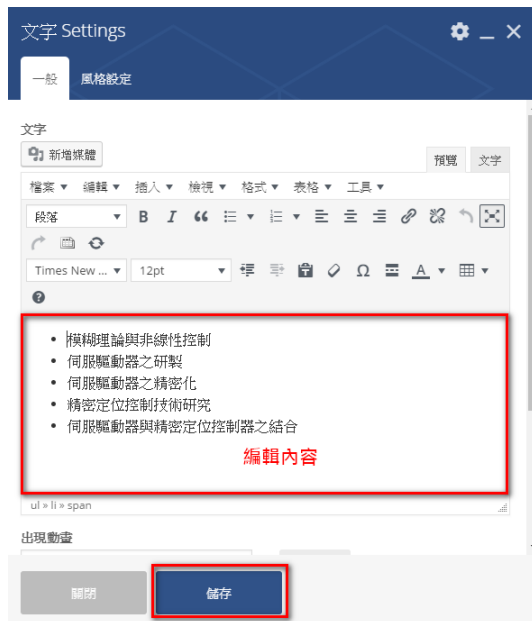 文字 Settings
一般 風格設定
文字
新增媒體
預覽 文字
檔案 編輯 插入 檢視 格式 表格 工具
段落 B I
Times New ... 12pt Ω A
模糊理論與非線性控制
伺服驅動器之研製
伺服驅動器之精密化
精密定位控制技術研究
伺服驅動器與精密定位控制器之結合
編輯內容
ul » li » span
出現動畫
關閉 儲存